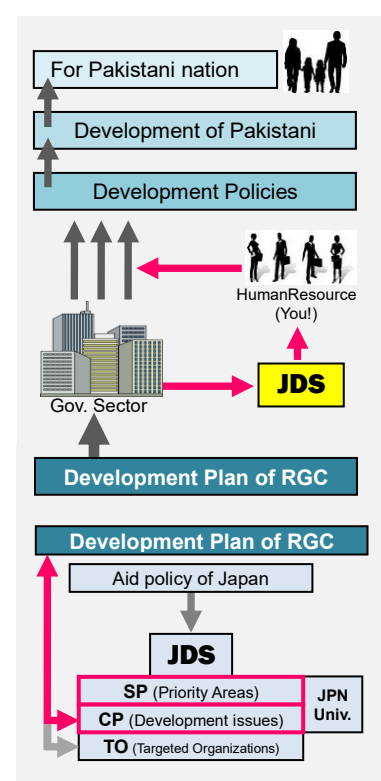 For Pakistani nation
Development of Pakistani
Development Policies
HumanResource
(You!)
Gov. Sector
JDS
Development Plan of RGC
Development Plan of RGC
Aid policy of Japan
JDS
SP (Priority Areas)
CP (Development issues)
TO (Targeted Organizations)
JPN
Univ.